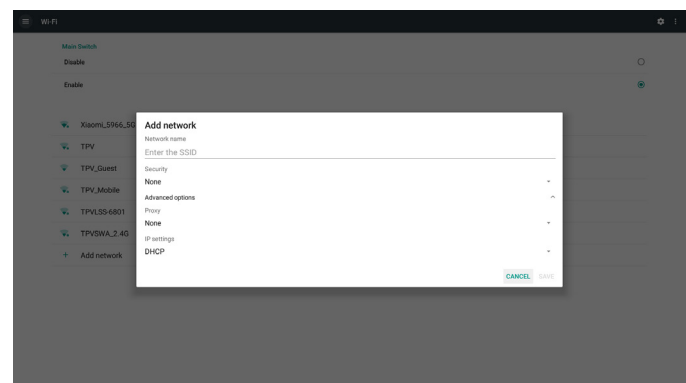 Wi-Fi
Main Switch
Disable
Enable
Xiaomi_5966_5G
TPV
TPV_Guest
TPV_Mobile
TPVLSS-6801
TPVSWA_2.4G
+ Add network
Add network
Network name
Enter the SSID
Security
None
Advanced options
Proxy
None
IP settings
DHCP
CANCEL SAVE